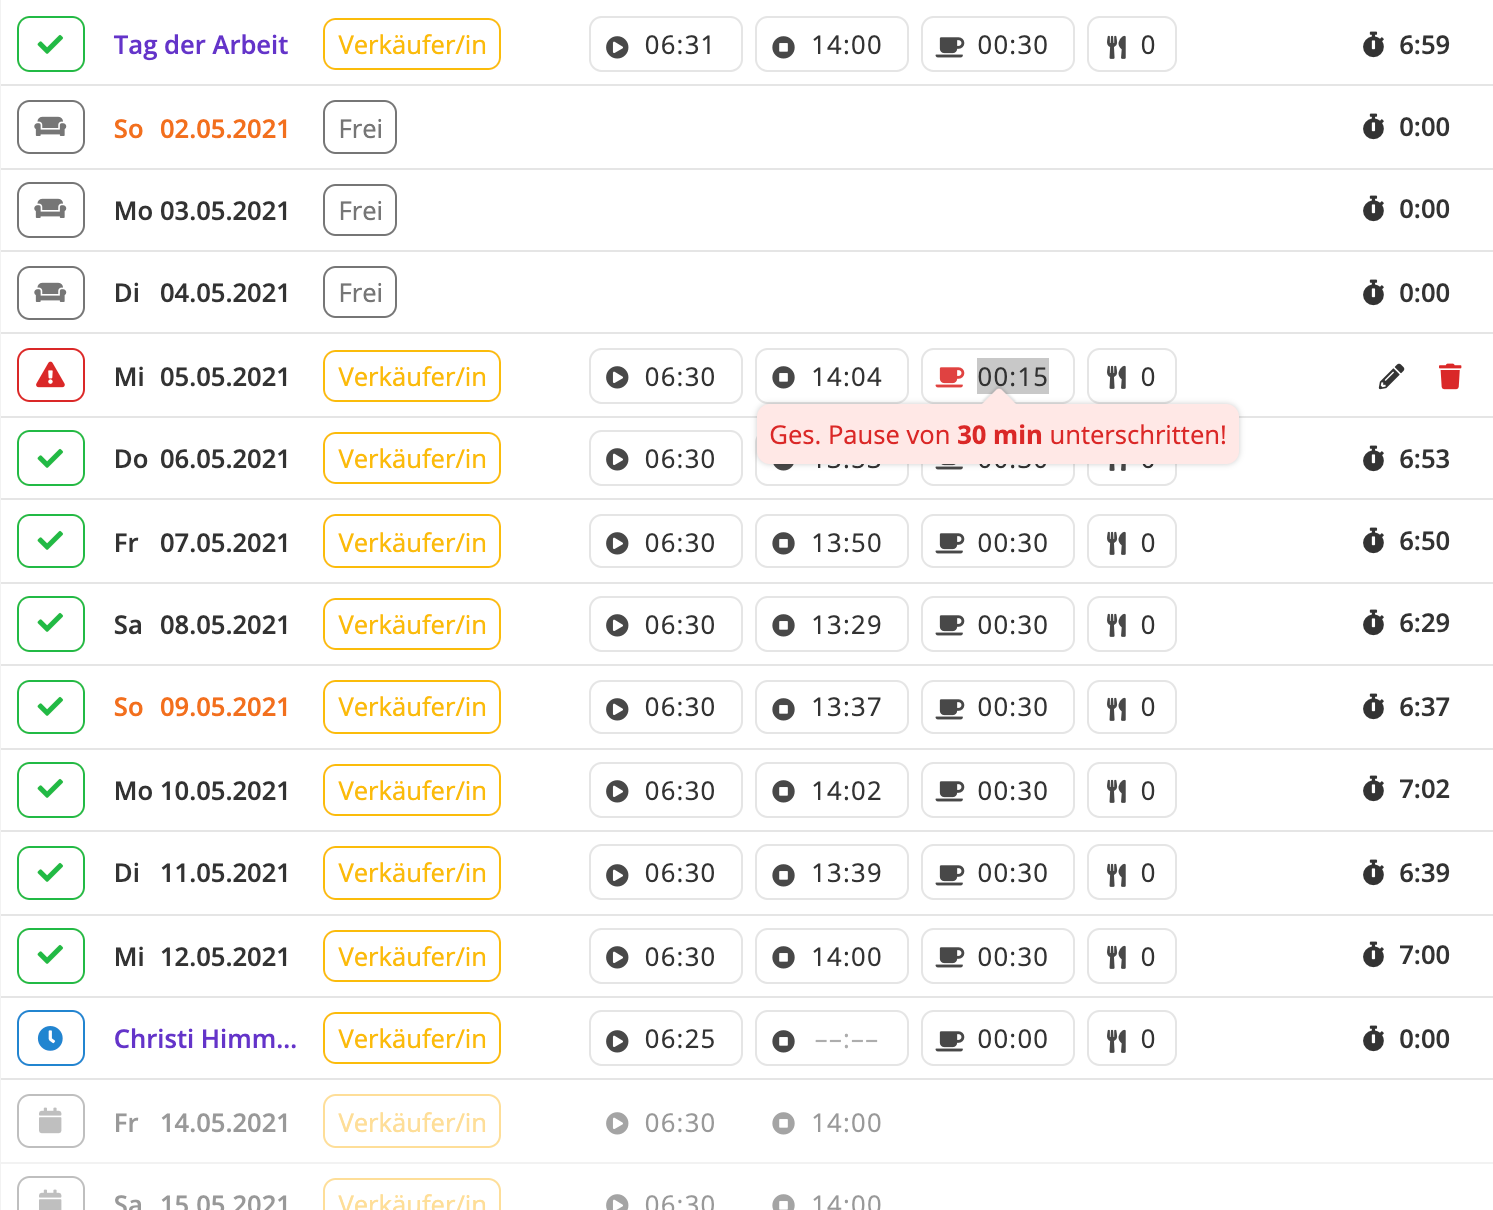 Tag der Arbeit Verkäufer/in 06:31 14:00 00:30 0 6:59
So 02.05.2021 Frei 0:00
Mo 03.05.2021 Frei 0:00
Di 04.05.2021 Frei 0:00
Mi 05.05.2021 Verkäufer/in 06:30 14:04 00:15 0
Ges. Pause von 30 min unterschritten!
Do 06.05.2021 Verkäufer/in 06:30 6:53
Fr 07.05.2021 Verkäufer/in 06:30 13:50 00:30 0 6:50
Sa 08.05.2021 Verkäufer/in 06:30 13:29 00:30 0 6:29
So 09.05.2021 Verkäufer/in 06:30 13:37 00:30 0 6:37
Mo 10.05.2021 Verkäufer/in 06:30 14:02 00:30 0 7:02
Di 11.05.2021 Verkäufer/in 06:30 13:39 00:30 0 6:39
Mi 12.05.2021 Verkäufer/in 06:30 14:00 00:30 0 7:00
Christi Himm... Verkäufer/in 06:25 --:-- 00:00 0 0:00
Fr 14.05.2021 Verkäufer/in 06:30 14:00
Sa 15.05.2021 Verkäufer/in 06:30 14:00